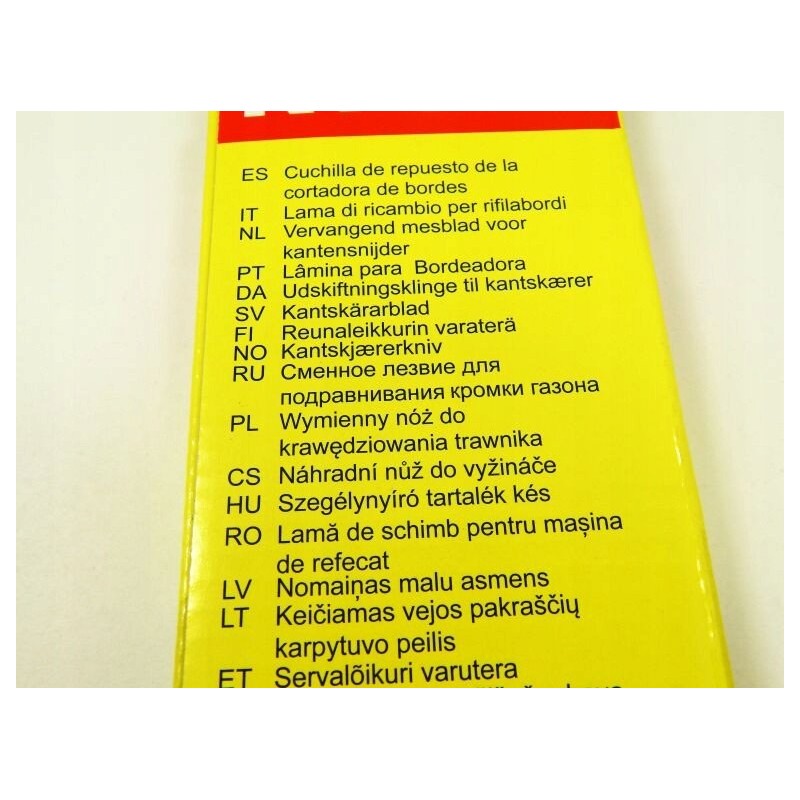 ES Cuchilla de repuesto de la
cortadora de bordes
IT Lama di ricambio per rifilabordi
NL Vervangend mesblad voor
kantensnijder
PT Lâmina para Bordeadora
DA Udskiftningsklinge til kantskærer
SV Kantskärarblad
FI Reunaleikkurin varaterä
NO Kantskjærerkniv
RU Сменное лезвие для
подравнивания кромки газона
PL Wymienny nóż do
krawędziowania trawnika
CS Náhradní nůž do vyžínáče
HU Szegélynyíró tartalék kés
RO Lamă de schimb pentru mașina
de refecat
LV Nomaiņas malu asmens
LT Keičiamas vejos pakraščių
karpytuvo peilis
ET Servalõikuri varutera